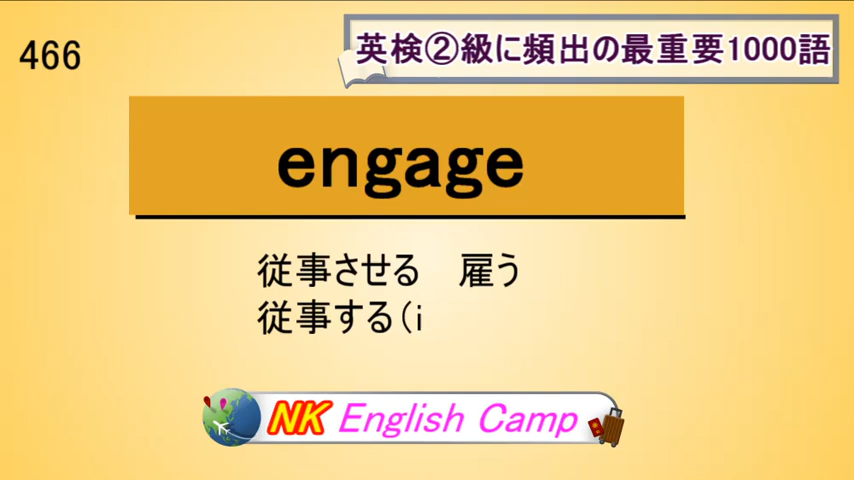 466
英検②級に頻出の最重要1000語
engage
従事させる　雇う
従事する(i
NK English Camp